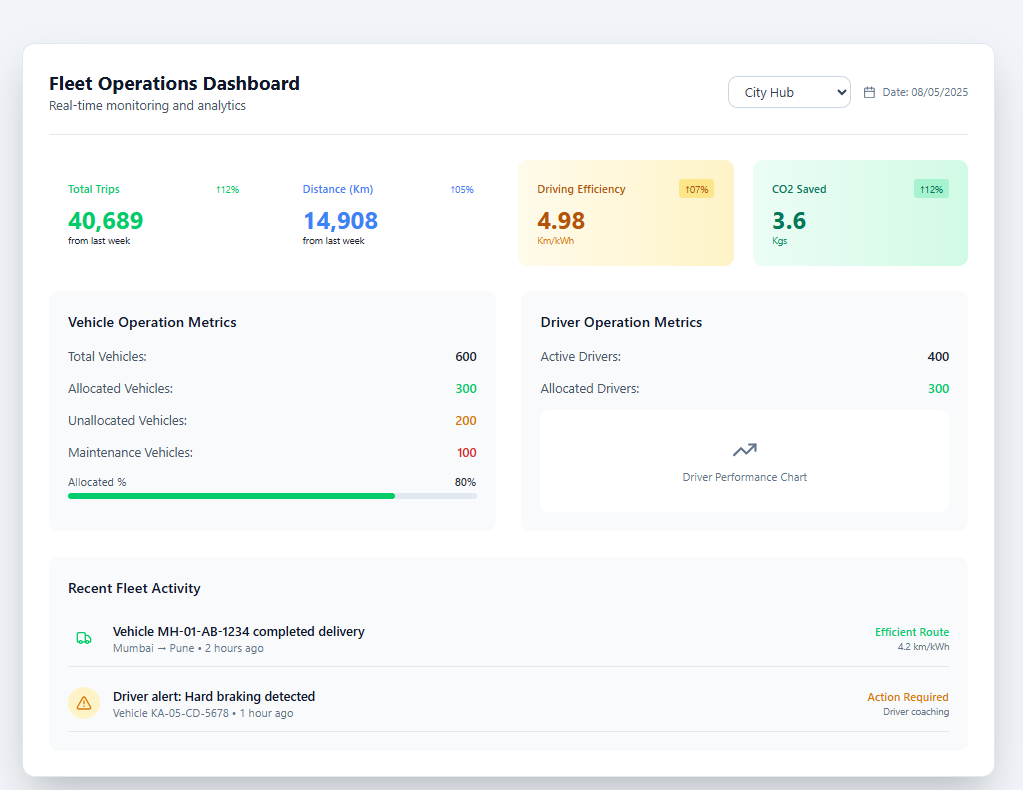 Fleet Operations Dashboard
Real-time monitoring and analytics
City Hub
Date: 08/05/2025
Total Trips ↑12%
40,689
from last week
Distance (Km) ↑05%
14,908
from last week
Driving Efficiency ↑07%
4.98
Km/kWh
CO2 Saved ↑12%
3.6
Kgs
Vehicle Operation Metrics
Total Vehicles: 600
Allocated Vehicles: 300
Unallocated Vehicles: 200
Maintenance Vehicles: 100
Allocated % 80%
Driver Operation Metrics
Active Drivers: 400
Allocated Drivers: 300
Driver Performance Chart
Recent Fleet Activity
Vehicle MH-01-AB-1234 completed delivery
Mumbai → Pune • 2 hours ago
Efficient Route
4.2 km/kWh
Driver alert: Hard braking detected
Vehicle KA-05-CD-5678 • 1 hour ago
Action Required
Driver coaching